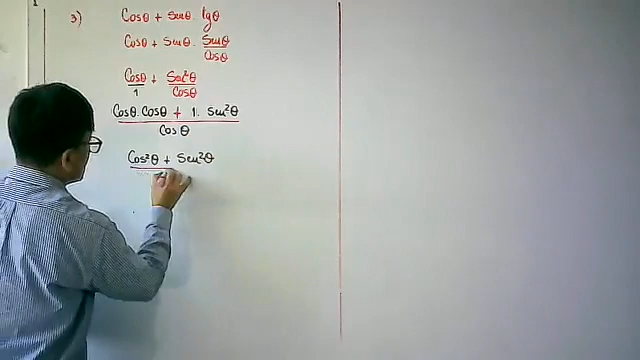 3) Cosθ + Senθ . tgθ
Cosθ + Senθ . Senθ/Cosθ
Cosθ/1 + Sen²θ/Cosθ
Cosθ . Cosθ + 1 . Sen²θ
Cosθ
Cos²θ + Sen²θ